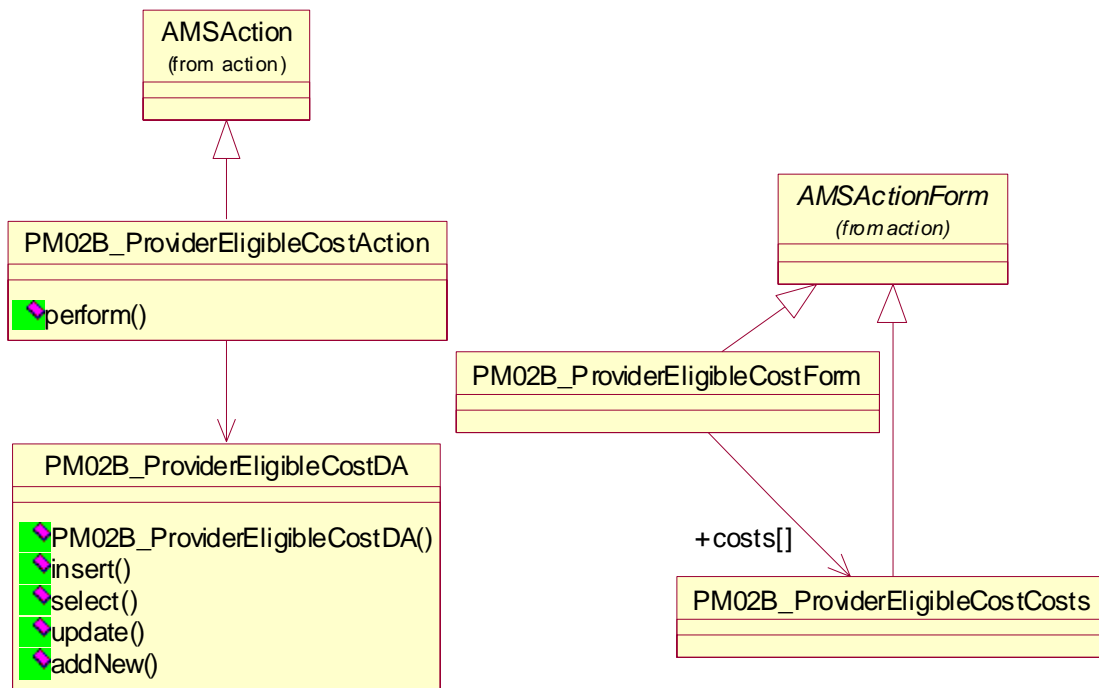 AMSAction
(from action)
PM02B_ProviderEligibleCostAction
perform()
PM02B_ProviderEligibleCostDA
PM02B_ProviderEligibleCostDA()
insert()
select()
update()
addNew()
AMSActionForm
(from action)
PM02B_ProviderEligibleCostForm
+costs[]
PM02B_ProviderEligibleCostCosts